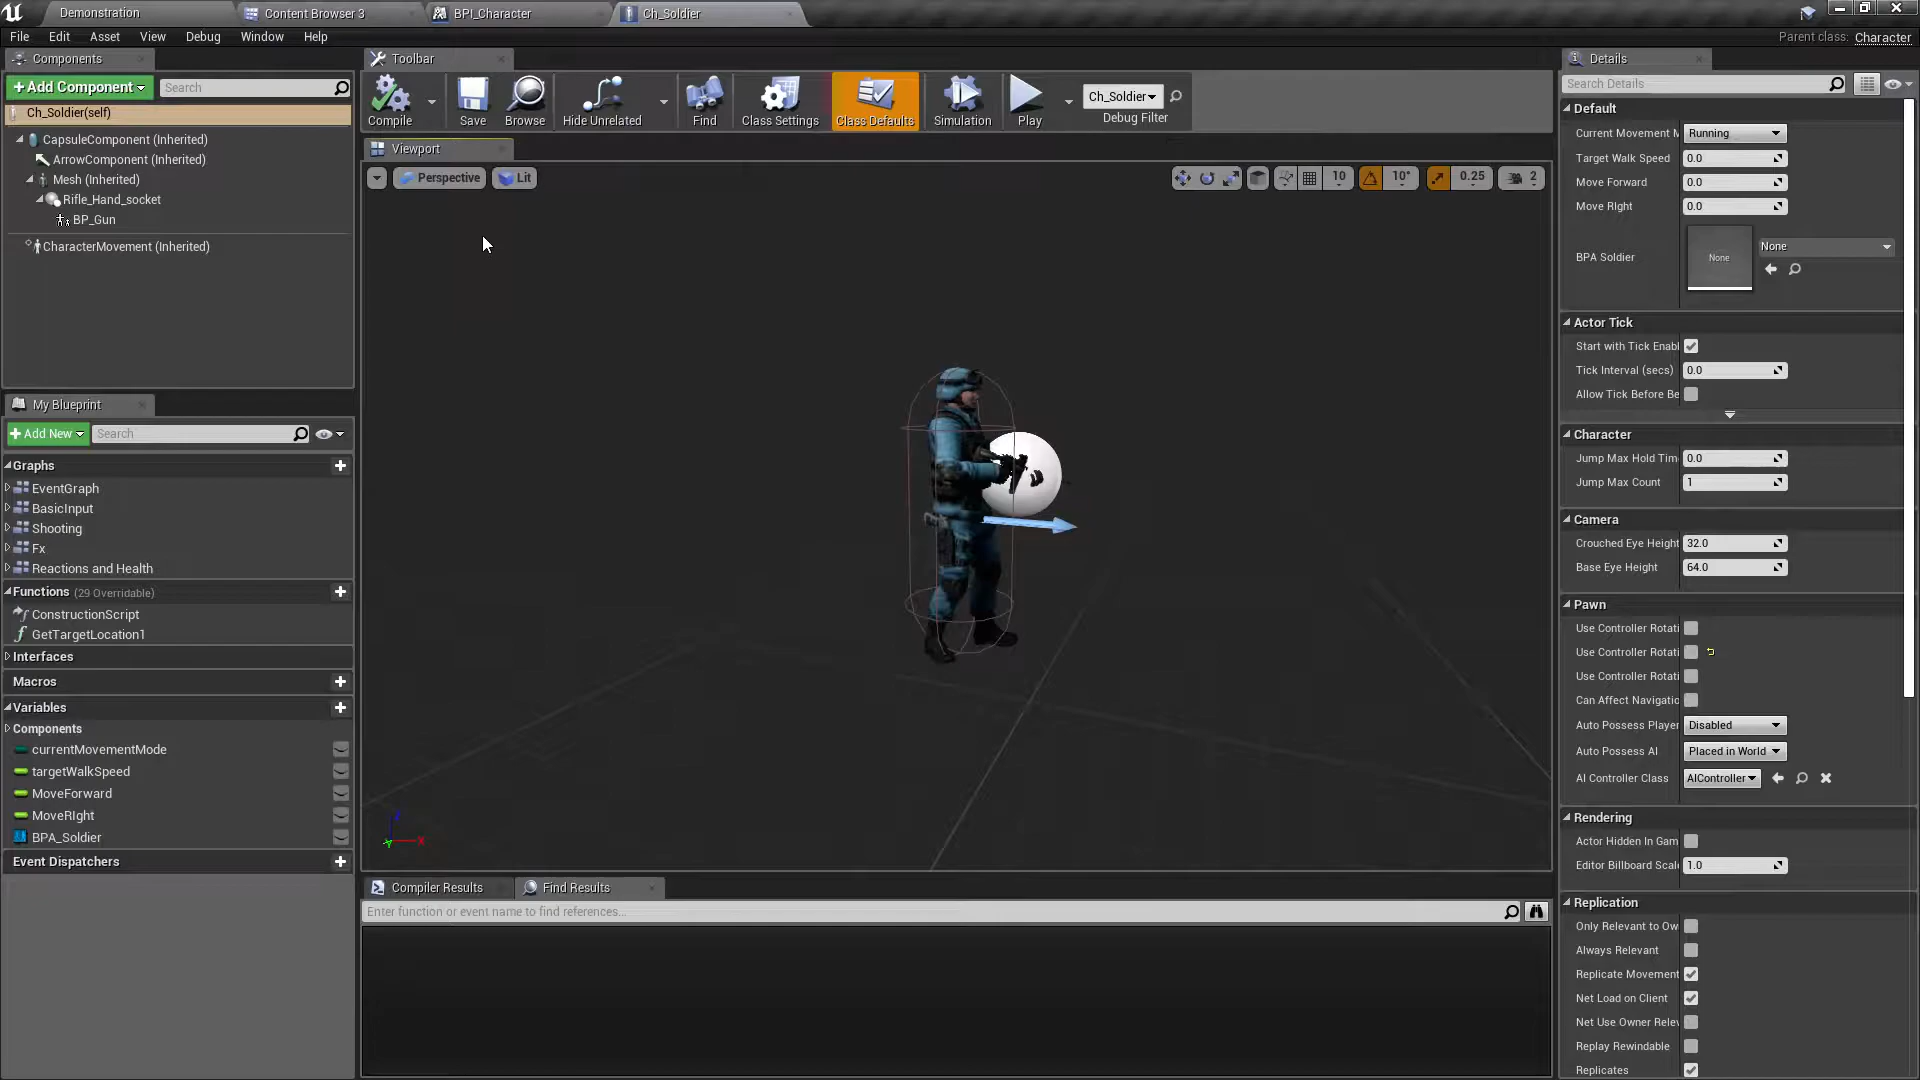 Demonstration
Content Browser 3
BPI_Character
Ch_Soldier
File Edit Asset View Debug Window Help
Parent class: Character
Components
+Add Component
Search
Ch_Soldier(self)
CapsuleComponent (Inherited)
ArrowComponent (Inherited)
Mesh (Inherited)
Rifle_Hand_socket
BP_Gun
CharacterMovement (Inherited)
My Blueprint
+Add New
Search
Graphs
EventGraph
BasicInput
Shooting
Fx
Reactions and Health
Functions (29 Overridable)
ConstructionScript
GetTargetLocation1
Interfaces
Macros
Variables
Components
currentMovementMode
targetWalkSpeed
MoveForward
MoveRIght
BPA_Soldier
Event Dispatchers
Toolbar
Compile
Save
Browse
Hide Unrelated
Find
Class Settings
Class Defaults
Simulation
Play
Ch_Soldier
Debug Filter
Viewport
Perspective
Lit
10
10°
0.25
2
Z
X
Y
Compiler Results
Find Results
Enter function or event name to find references...
Details
Search Details
Default
Current Movement M Running
Target Walk Speed 0.0
Move Forward 0.0
Move RIght 0.0
BPA Soldier None None
Actor Tick
Start with Tick Enabl
Tick Interval (secs) 0.0
Allow Tick Before Be
Character
Jump Max Hold Tim 0.0
Jump Max Count 1
Camera
Crouched Eye Height 32.0
Base Eye Height 64.0
Pawn
Use Controller Rotati
Use Controller Rotati
Use Controller Rotati
Can Affect Navigatio
Auto Possess Player Disabled
Auto Possess AI Placed in World
AI Controller Class AIController
Rendering
Actor Hidden In Gam
Editor Billboard Scal 1.0
Replication
Only Relevant to Ow
Always Relevant
Replicate Movement
Net Load on Client
Net Use Owner Relev
Replay Rewindable
Replicates